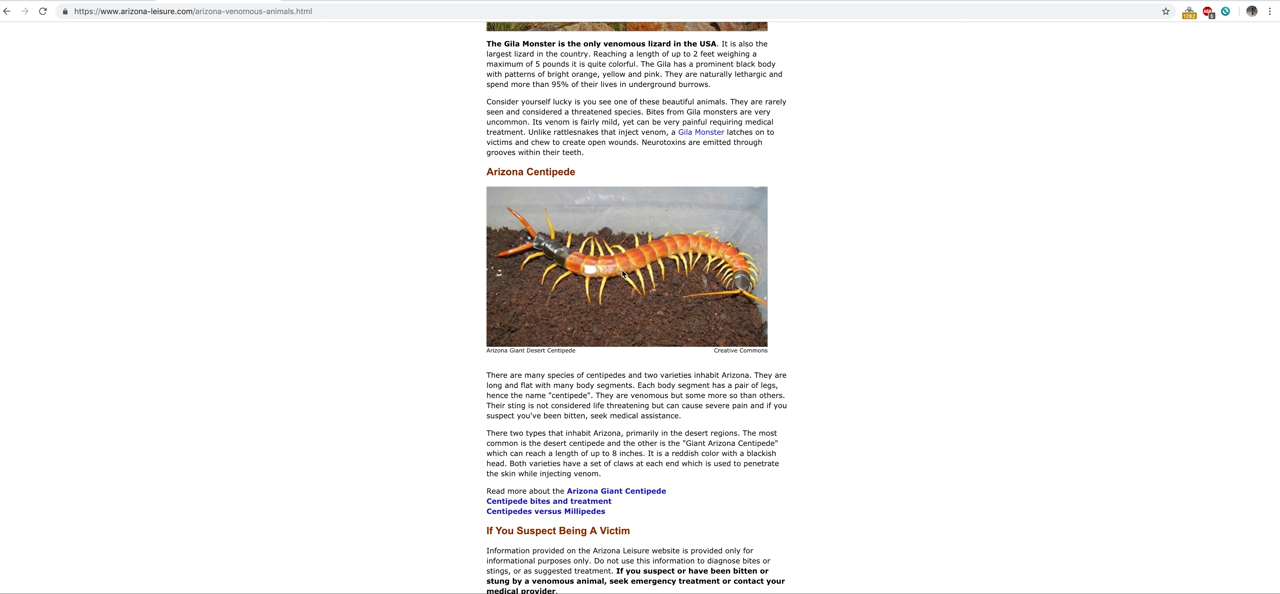 https://www.arizona-leisure.com/arizona-venomous-animals.html
The Gila Monster is the only venomous lizard in the USA. It is also the
largest lizard in the country. Reaching a length of up to 2 feet weighing a
maximum of 5 pounds it is quite colorful. The Gila has a prominent black body
with patterns of bright orange, yellow and pink. They are naturally lethargic and
spend more than 95% of their lives in underground burrows.
Consider yourself lucky is you see one of these beautiful animals. They are rarely
seen and considered a threatened species. Bites from Gila monsters are very
uncommon. Its venom is fairly mild, yet can be very painful requiring medical
treatment. Unlike rattlesnakes that inject venom, a Gila Monster latches on to
victims and chew to create open wounds. Neurotoxins are emitted through
grooves within their teeth.
Arizona Centipede
Arizona Giant Desert Centipede Creative Commons
There are many species of centipedes and two varieties inhabit Arizona. They are
long and flat with many body segments. Each body segment has a pair of legs,
hence the name "centipede". They are venomous but some more so than others.
Their sting is not considered life threatening but can cause severe pain and if you
suspect you've been bitten, seek medical assistance.
There two types that inhabit Arizona, primarily in the desert regions. The most
common is the desert centipede and the other is the "Giant Arizona Centipede"
which can reach a length of up to 8 inches. It is a reddish color with a blackish
head. Both varieties have a set of claws at each end which is used to penetrate
the skin while injecting venom.
Read more about the Arizona Giant Centipede
Centipede bites and treatment
Centipedes versus Millipedes
If You Suspect Being A Victim
Information provided on the Arizona Leisure website is provided only for
informational purposes only. Do not use this information to diagnose bites or
stings, or as suggested treatment. If you suspect or have been bitten or
stung by a venomous animal, seek emergency treatment or contact your
medical provider.